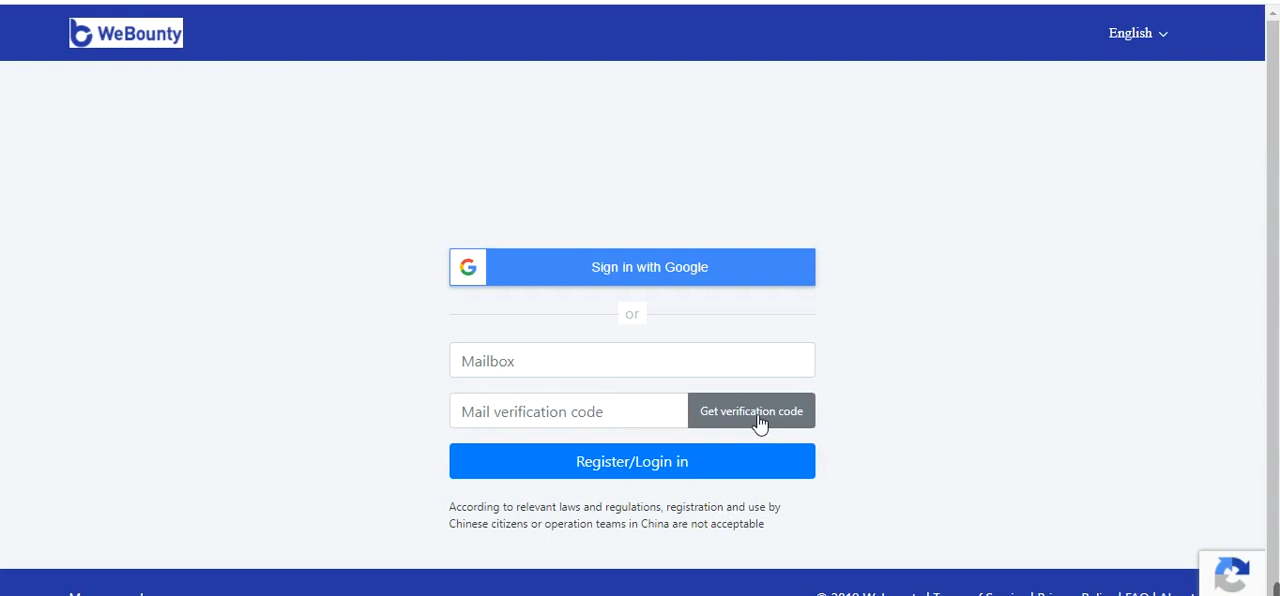 WeBounty
English
Sign in with Google
or
Mailbox
Mail verification code
Get verification code
Register/Login in
According to relevant laws and regulations, registration and use by
Chinese citizens or operation teams in China are not acceptable